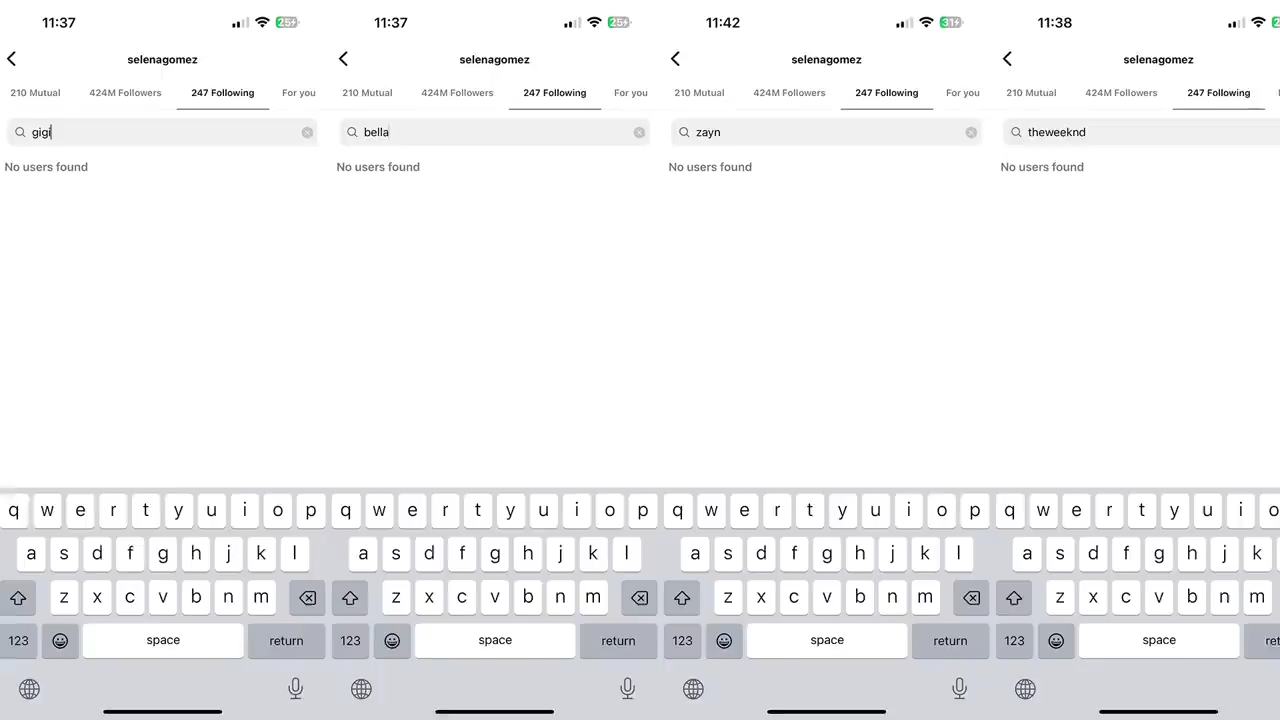 11:37
25
selenagomez
210 Mutual 424M Followers 247 Following For you
gigi
No users found
q w e r t y u i o p
a s d f g h j k l
z x c v b n m
123 space return
11:37
25
selenagomez
210 Mutual 424M Followers 247 Following For you
bella
No users found
q w e r t y u i o p
a s d f g h j k l
z x c v b n m
123 space return
11:42
31
selenagomez
210 Mutual 424M Followers 247 Following For you
zayn
No users found
q w e r t y u i o p
a s d f g h j k l
z x c v b n m
123 space return
11:38
selenagomez
210 Mutual 424M Followers 247 Following
theweeknd
No users found
q w e r t y u i o
a s d f g h j k
z x c v b n m
123 space